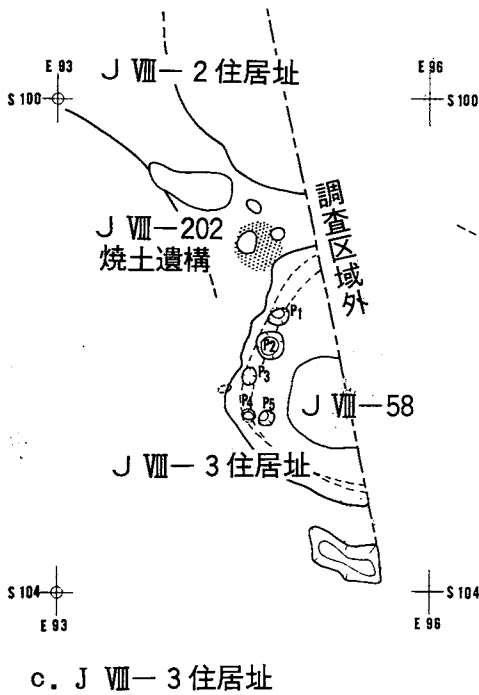 E 93
J Ⅷ－2住居址
E 96
S 100
S 100
J Ⅷ－202
焼土遺構
調査区域外
P1
P2
P3
P4
P5
J Ⅷ－58
J Ⅷ－3住居址
S 104
S 104
E 93
E 96
c. J Ⅷ－3住居址